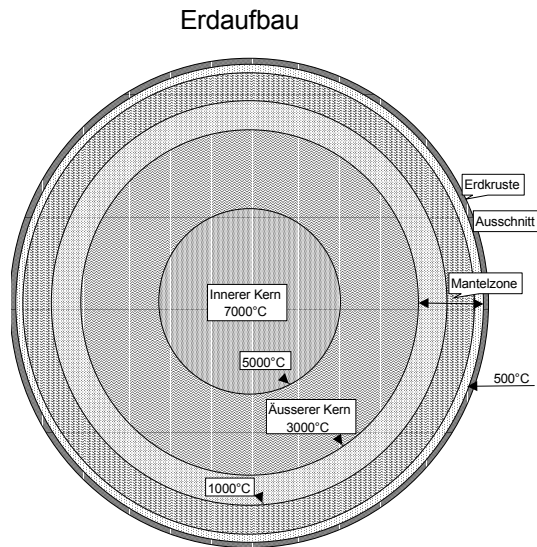 Erdaufbau
Erdkruste
Ausschnitt
Mantelzone
Innerer Kern
7000°C
5000°C
500°C
Äusserer Kern
3000°C
1000°C